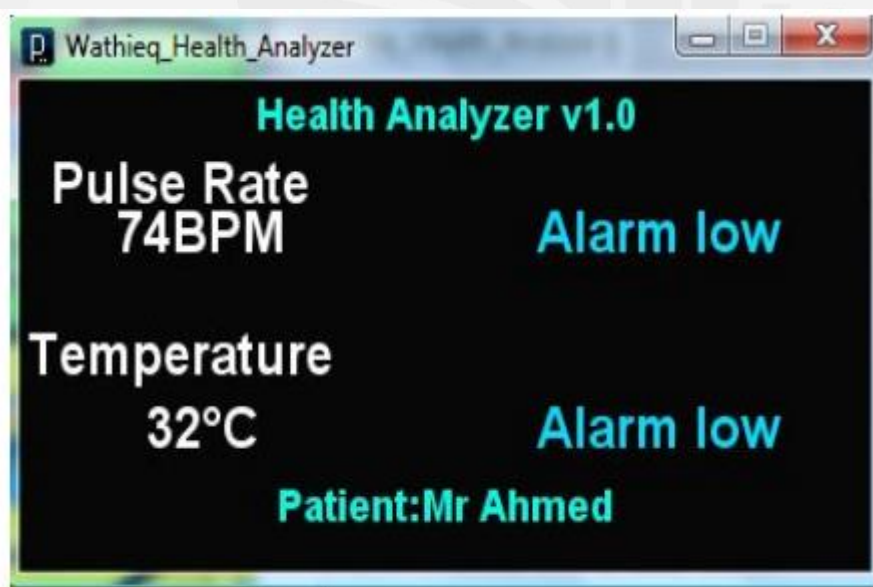 Wathieq_Health_Analyzer
Health Analyzer v1.0
Pulse Rate
74BPM Alarm low
Temperature
32°C Alarm low
Patient:Mr Ahmed